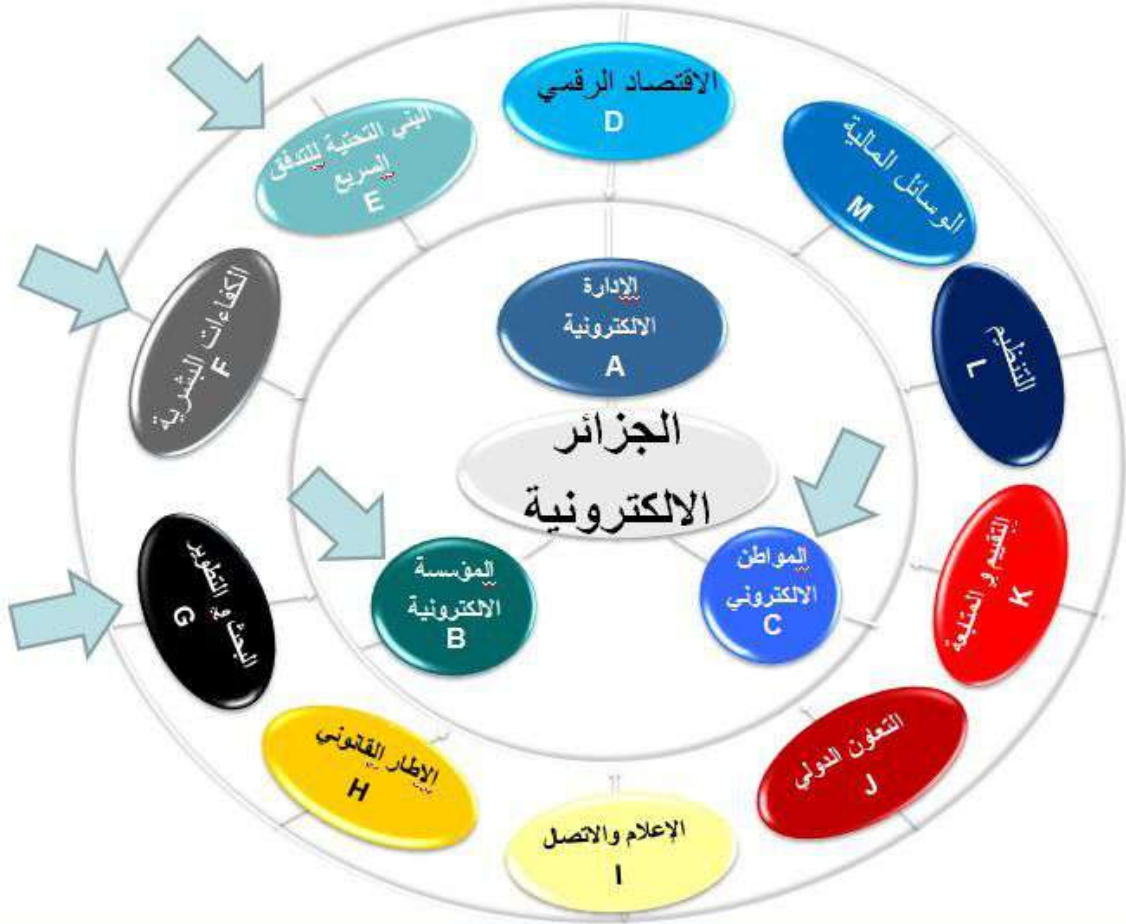 الجزائر
الالكترونية
الإدارة
الالكترونية
A
المؤسسة
الالكترونية
B
المواطن
الالكتروني
C
الاقتصاد الرقمي
D
البني التحتية للتدفق
السريع
E
الكفاءات البشرية
F
البحث و التطوير
G
الإطار القانوني
H
الإعلام والاتصال
I
التعاون الدولي
J
التقييم و المتابعة
K
التنظيم
L
الوسائل المالية
M